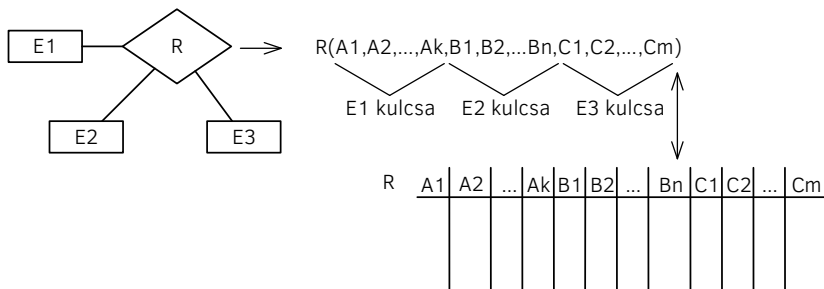 E1
R
R(A1,A2,...,Ak,B1,B2,...Bn,C1,C2,...,Cm)
E1 kulcsa E2 kulcsa E3 kulcsa
E2 E3
R A1 A2 ... Ak B1 B2 ... Bn C1 C2 ... Cm